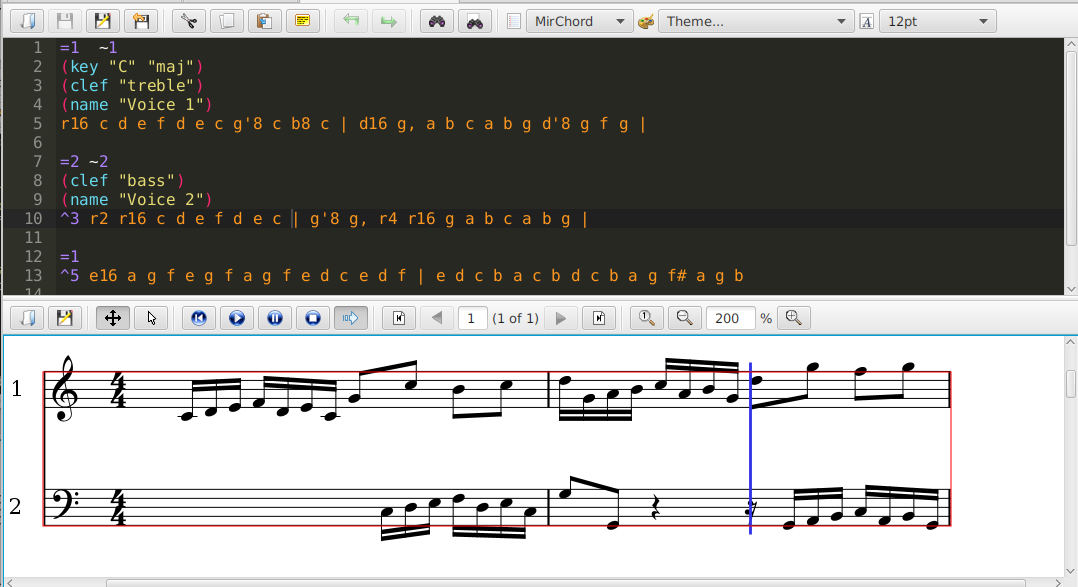 MirChord Theme... 12pt
1 =1  ~1
2 (key "C" "maj")
3 (clef "treble")
4 (name "Voice 1")
5 r16 c d e f d e c g'8 c b8 c | d16 g, a b c a b g d'8 g f g |
6
7 =2 ~2
8 (clef "bass")
9 (name "Voice 2")
10 ^3 r2 r16 c d e f d e c | g'8 g, r4 r16 g a b c a b g |
11
12 =1
13 ^5 e16 a g f e g f a g f e d c e d f | e d c b a c b d c b a g f# a g b
14
1 (1 of 1) 200 %
1
4
4
2
4
4